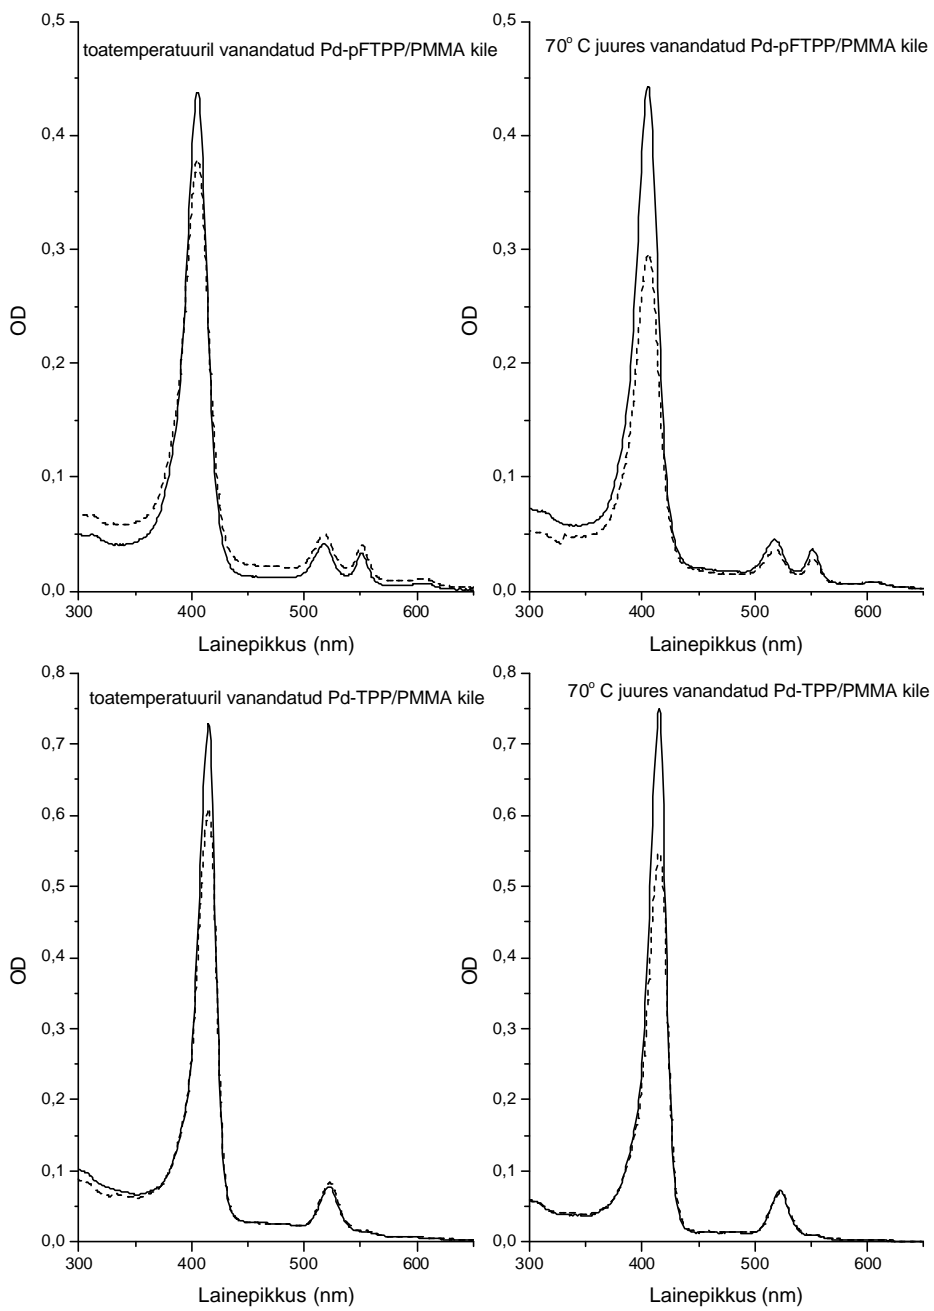 toatemperatuuril vanandatud Pd-pFTPP/PMMA kile
OD
0,5
0,4
0,3
0,2
0,1
0,0
300 400 500 600
Lainepikkus (nm)
70° C juures vanandatud Pd-pFTPP/PMMA kile
OD
0,5
0,4
0,3
0,2
0,1
0,0
300 400 500 600
Lainepikkus (nm)
toatemperatuuril vanandatud Pd-TPP/PMMA kile
OD
0,8
0,7
0,6
0,5
0,4
0,3
0,2
0,1
0,0
300 400 500 600
Lainepikkus (nm)
70° C juures vanandatud Pd-TPP/PMMA kile
OD
0,8
0,7
0,6
0,5
0,4
0,3
0,2
0,1
0,0
300 400 500 600
Lainepikkus (nm)